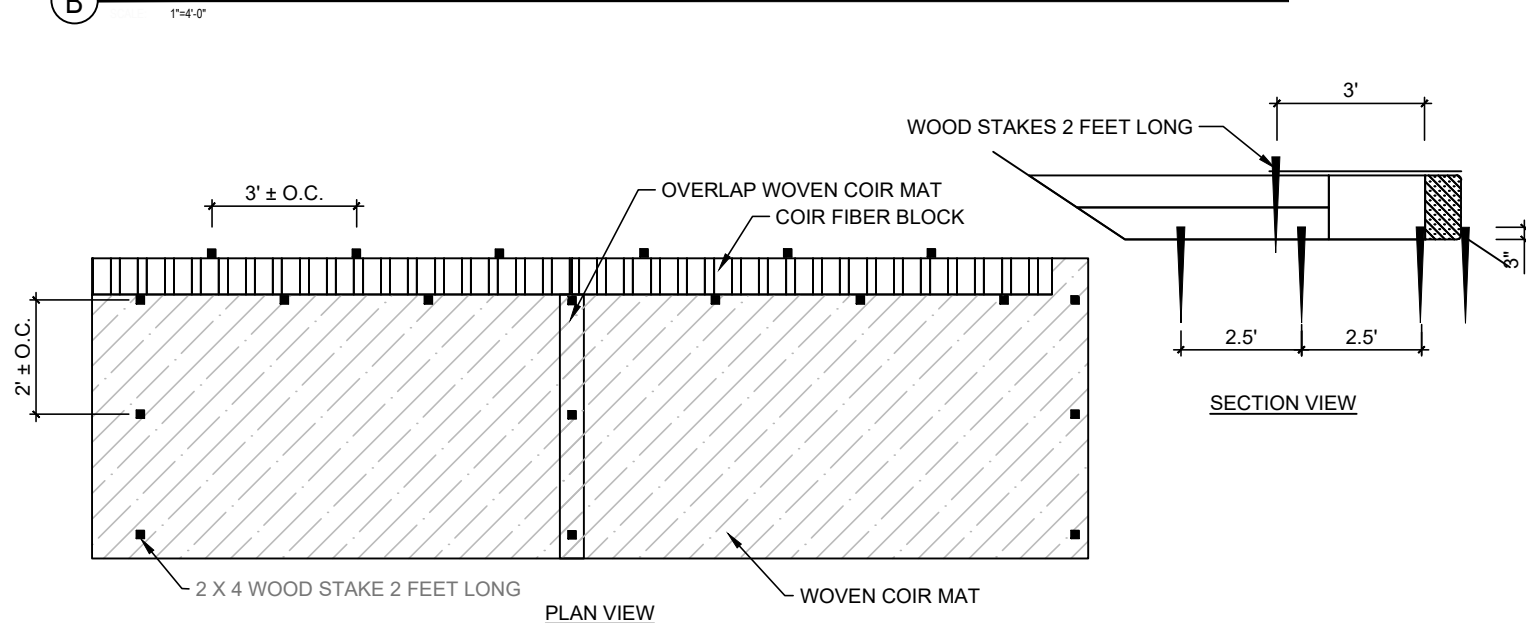 B
1"=4'-0"
3'
WOOD STAKES 2 FEET LONG
3' ± O.C.
OVERLAP WOVEN COIR MAT
COIR FIBER BLOCK
3"
2' ± O.C.
2.5'
2.5'
SECTION VIEW
2 X 4 WOOD STAKE 2 FEET LONG
WOVEN COIR MAT
PLAN VIEW